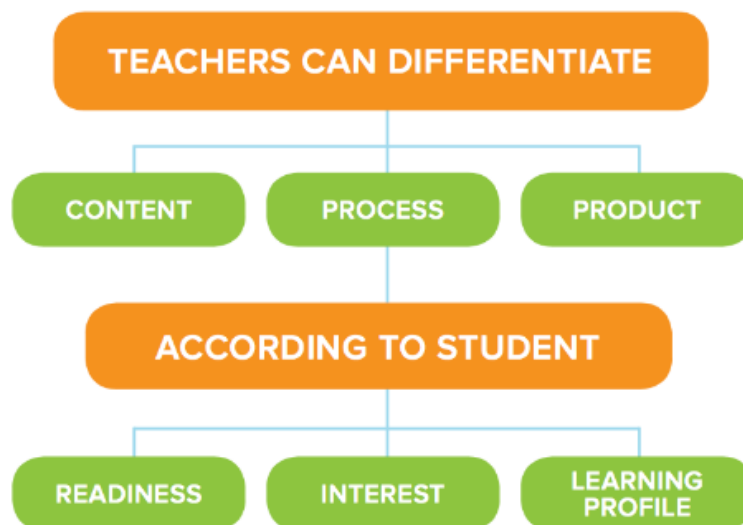 TEACHERS CAN DIFFERENTIATE
CONTENT
PROCESS
PRODUCT
ACCORDING TO STUDENT
READINESS
INTEREST
LEARNING
PROFILE